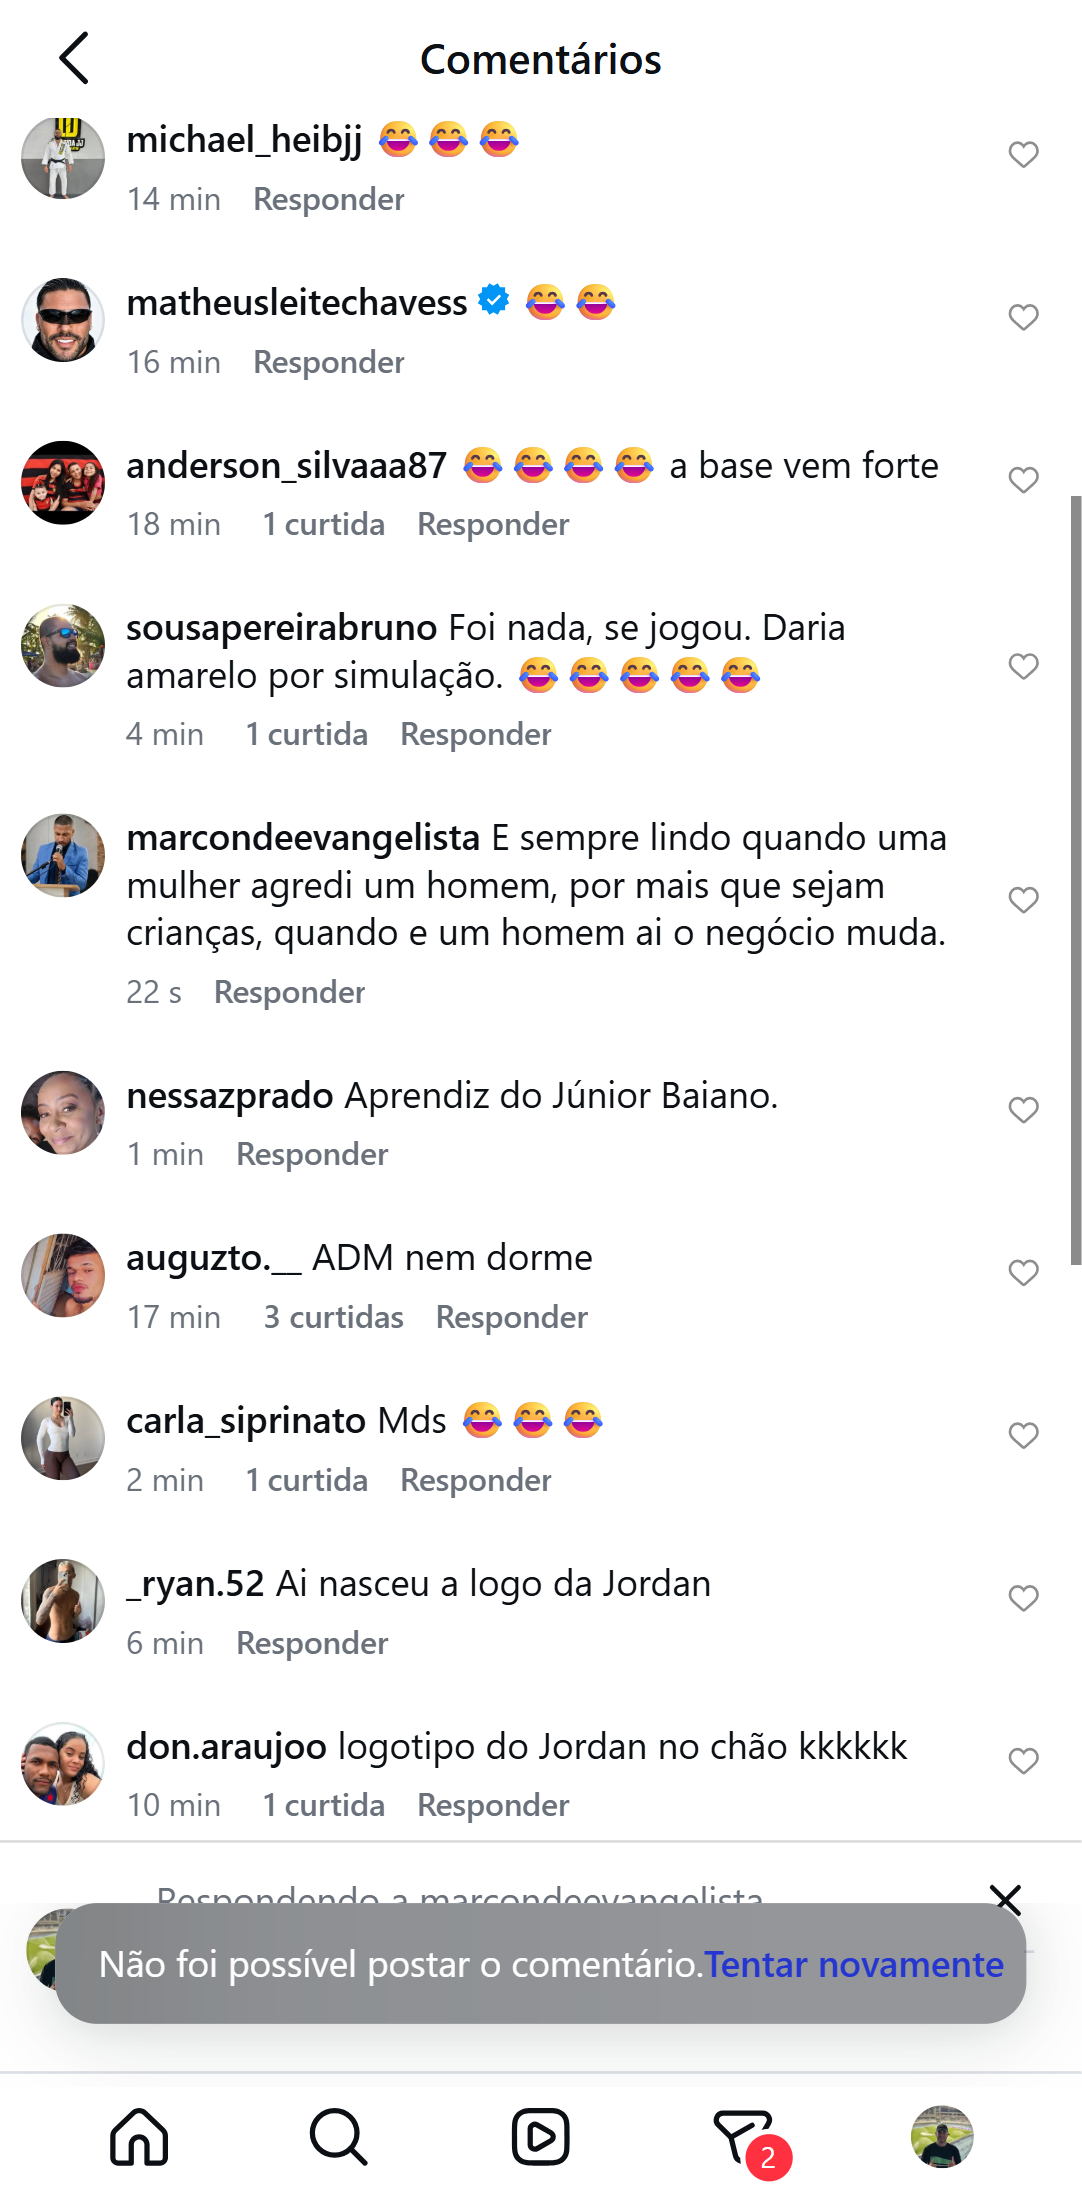 Comentários
michael_heibjj 😂😂😂
14 min Responder
matheusleitechavess 😂😂
16 min Responder
anderson_silvaaa87 😂😂😂😂 a base vem forte
18 min 1 curtida Responder
sousapereirabruno Foi nada, se jogou. Daria
amarelo por simulação. 😂😂😂😂😂
4 min 1 curtida Responder
marcondeevangelista E sempre lindo quando uma
mulher agredi um homem, por mais que sejam
crianças, quando e um homem ai o negócio muda.
22 s Responder
nessazprado Aprendiz do Júnior Baiano.
1 min Responder
auguzto.__ ADM nem dorme
17 min 3 curtidas Responder
carla_siprinato Mds 😂😂😂
2 min 1 curtida Responder
_ryan.52 Ai nasceu a logo da Jordan
6 min Responder
don.araujoo logotipo do Jordan no chão kkkkkk
10 min 1 curtida Responder
Respondendo a marcondeevangelista
Não foi possível postar o comentário.Tentar novamente
2